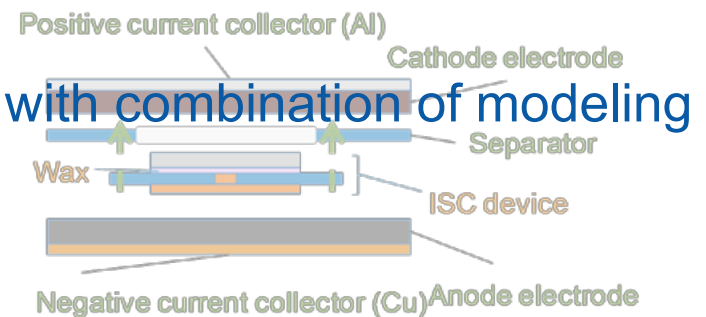 Positive current collector (Al)
Cathode electrode
with combination of modeling
Separator
Wax
ISC device
Negative current collector (Cu)
Anode electrode